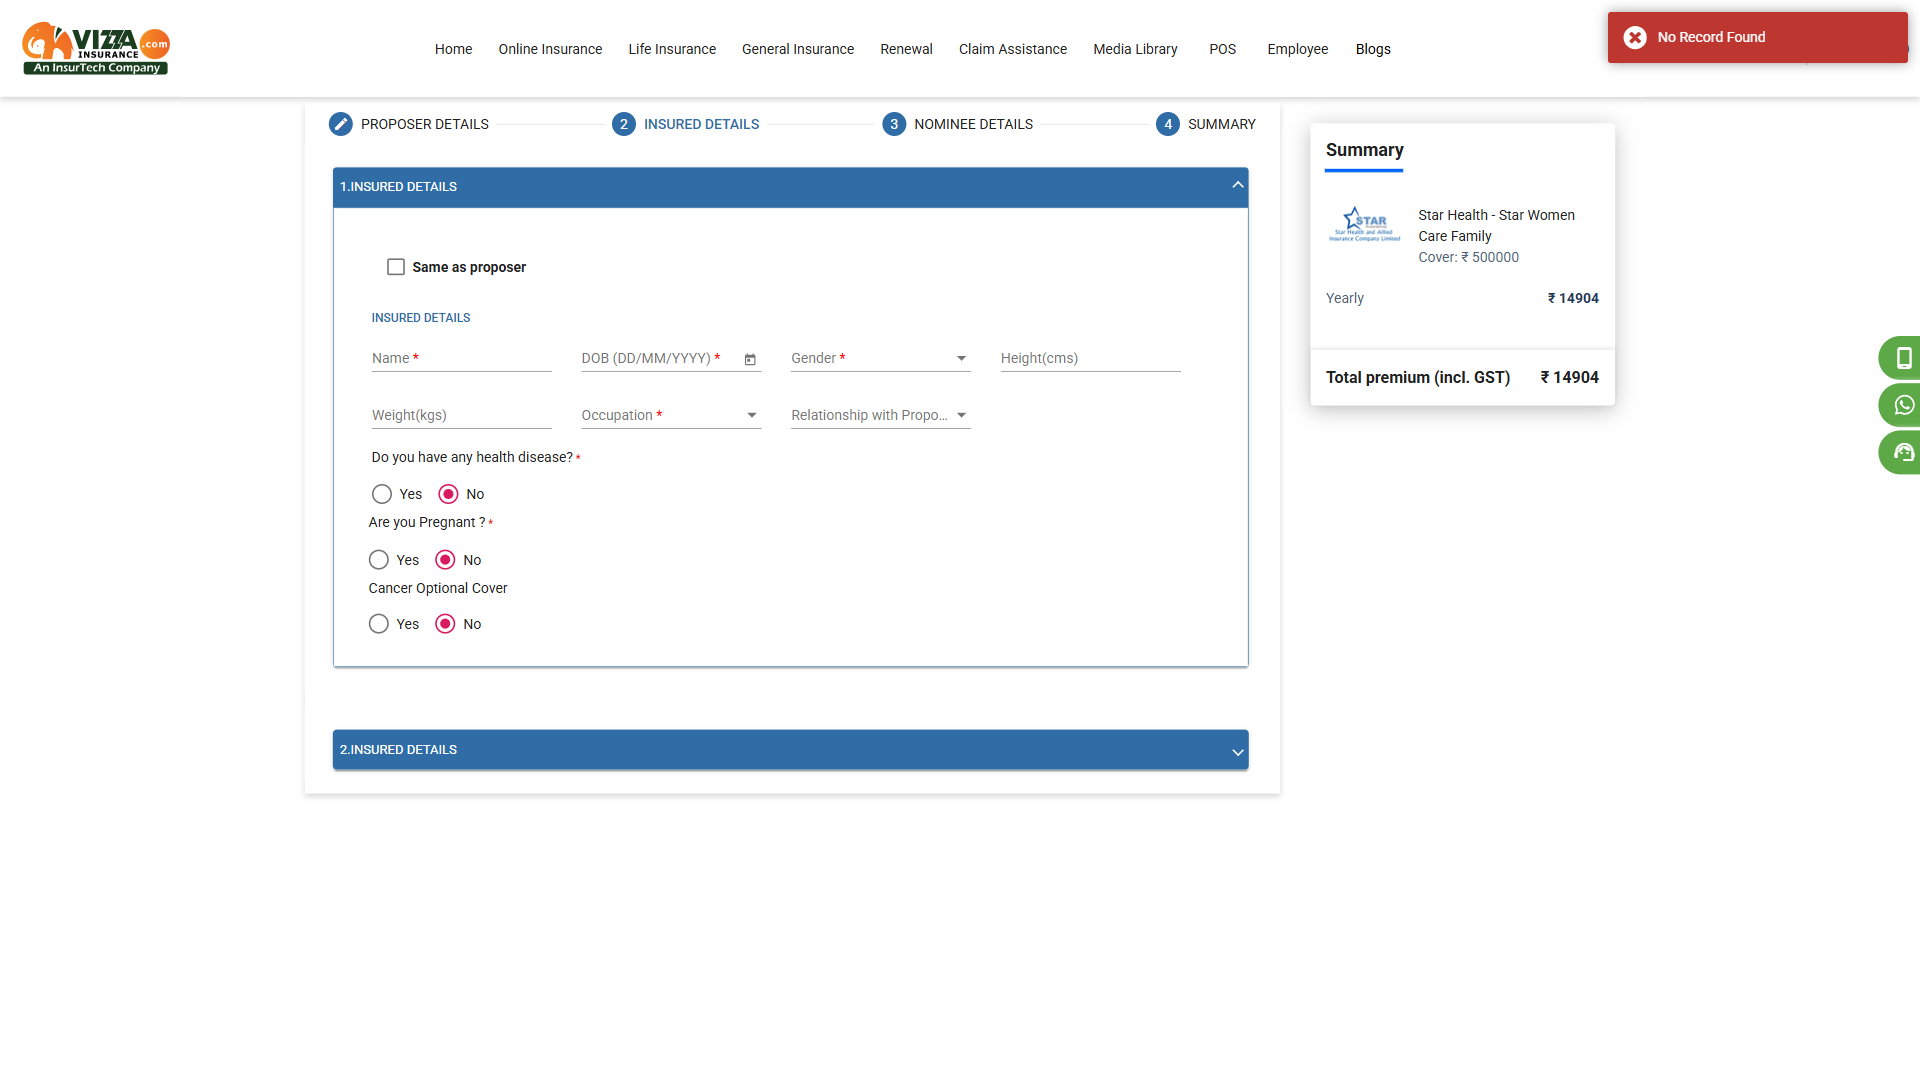 VIZZA .com
INSURANCE
An InsurTech Company
Home Online Insurance Life Insurance General Insurance Renewal Claim Assistance Media Library POS Employee Blogs
No Record Found
PROPOSER DETAILS 2 INSURED DETAILS 3 NOMINEE DETAILS 4 SUMMARY
1.INSURED DETAILS
Same as proposer
INSURED DETAILS
Name * DOB (DD/MM/YYYY) * Gender * Height(cms)
Weight(kgs) Occupation * Relationship with Propo...
Do you have any health disease? *
Yes No
Are you Pregnant ? *
Yes No
Cancer Optional Cover
Yes No
2.INSURED DETAILS
Summary
STAR
Star Health and Allied
Insurance Company Limited
Star Health - Star Women
Care Family
Cover: ₹ 500000
Yearly ₹ 14904
Total premium (incl. GST) ₹ 14904